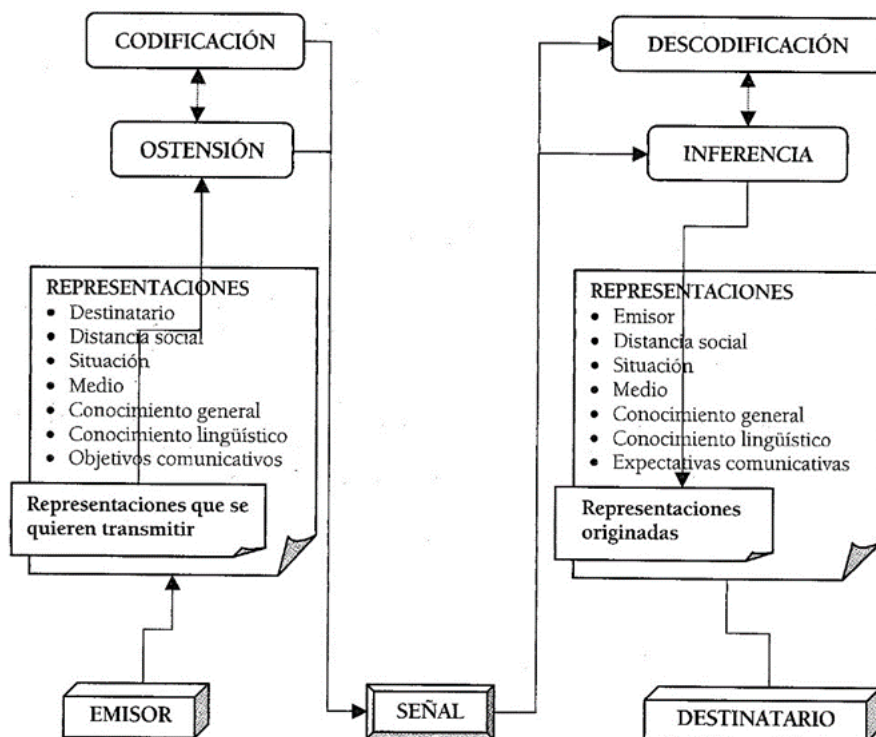 CODIFICACIÓN
OSTENSIÓN
REPRESENTACIONES
• Destinatario
• Distancia social
• Situación
• Medio
• Conocimiento general
• Conocimiento lingüístico
• Objetivos comunicativos
Representaciones que se
quieren transmitir
EMISOR
SEÑAL
DESCODIFICACIÓN
INFERENCIA
REPRESENTACIONES
• Emisor
• Distancia social
• Situación
• Medio
• Conocimiento general
• Conocimiento lingüístico
• Expectativas comunicativas
Representaciones
originadas
DESTINATARIO